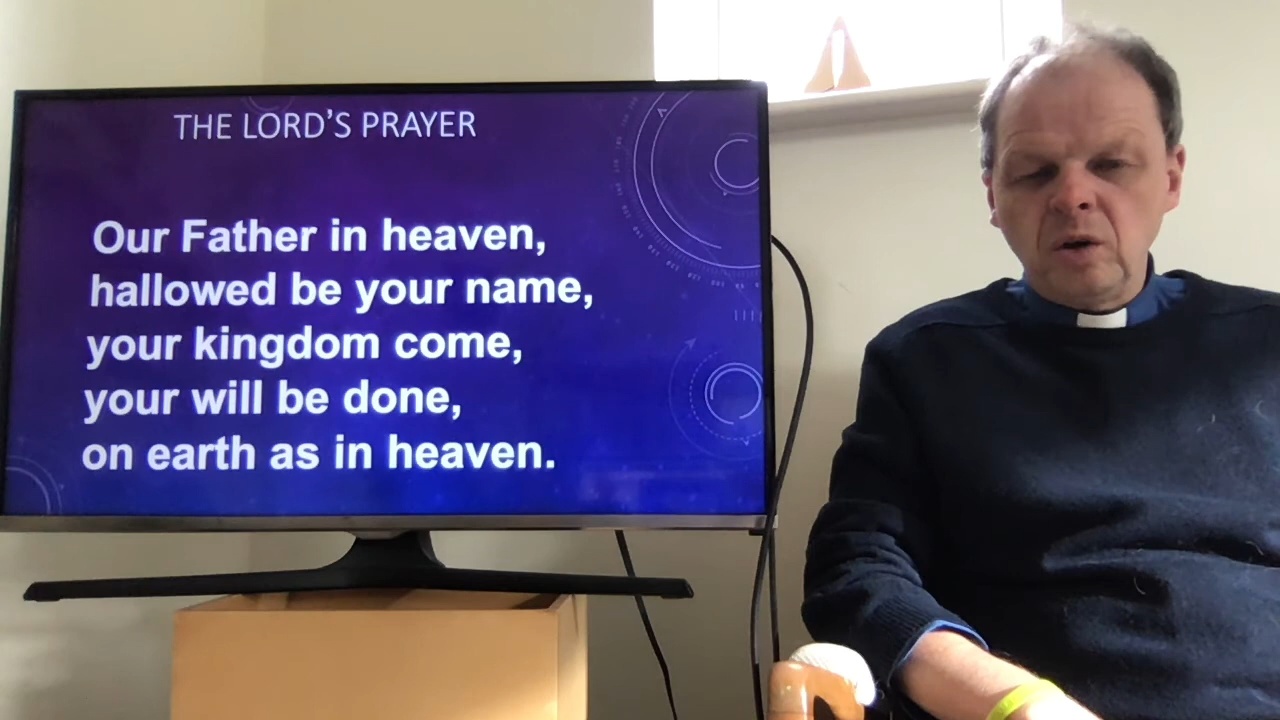 THE LORD'S PRAYER
Our Father in heaven,
hallowed be your name,
your kingdom come,
your will be done,
on earth as in heaven.